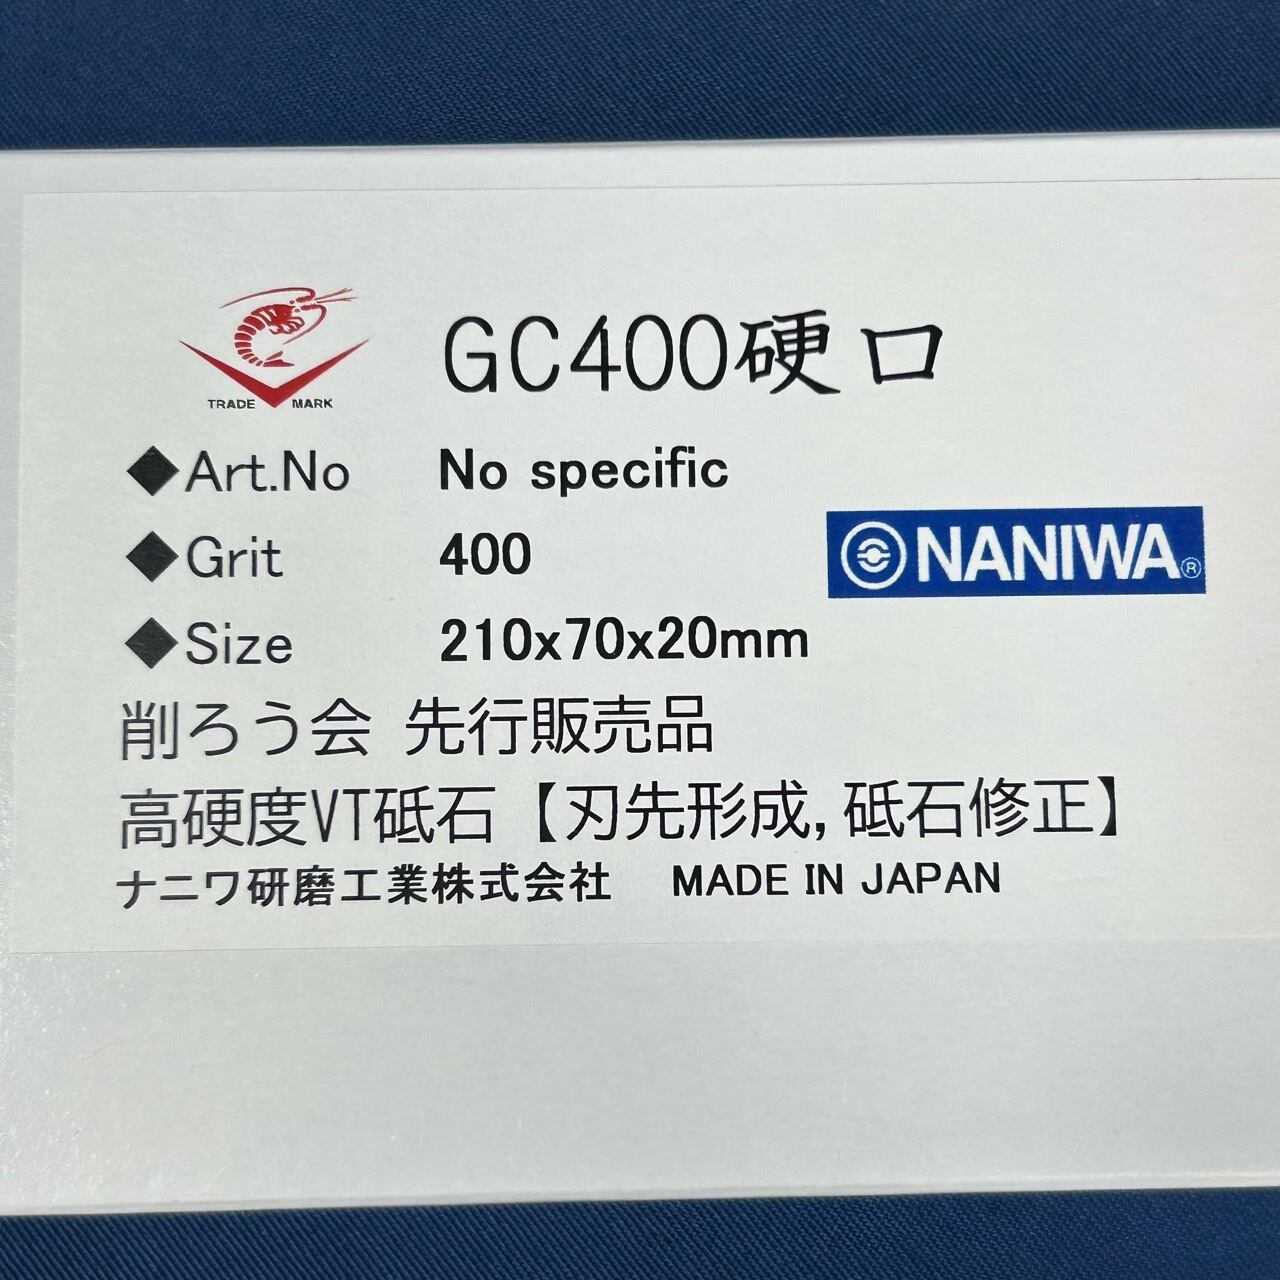 TRADE MARK
GC400硬口
◆Art.No No specific
◆Grit 400
NANIWA®
◆Size 210x70x20mm
削ろう会 先行販売品
高硬度VT砥石【刃先形成,砥石修正】
ナニワ研磨工業株式会社 MADE IN JAPAN